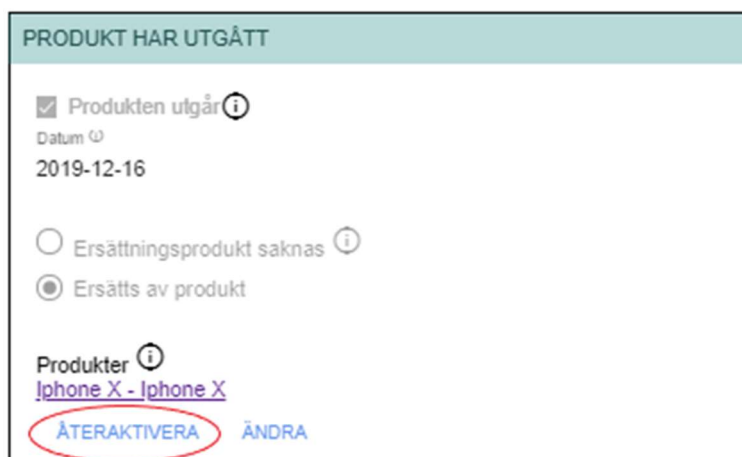 PRODUKT HAR UTGÅTT
Produkten utgår
Datum
2019-12-16
Ersättningsprodukt saknas
Ersätts av produkt
Produkter
Iphone X - Iphone X
ÅTERAKTIVERA ÄNDRA